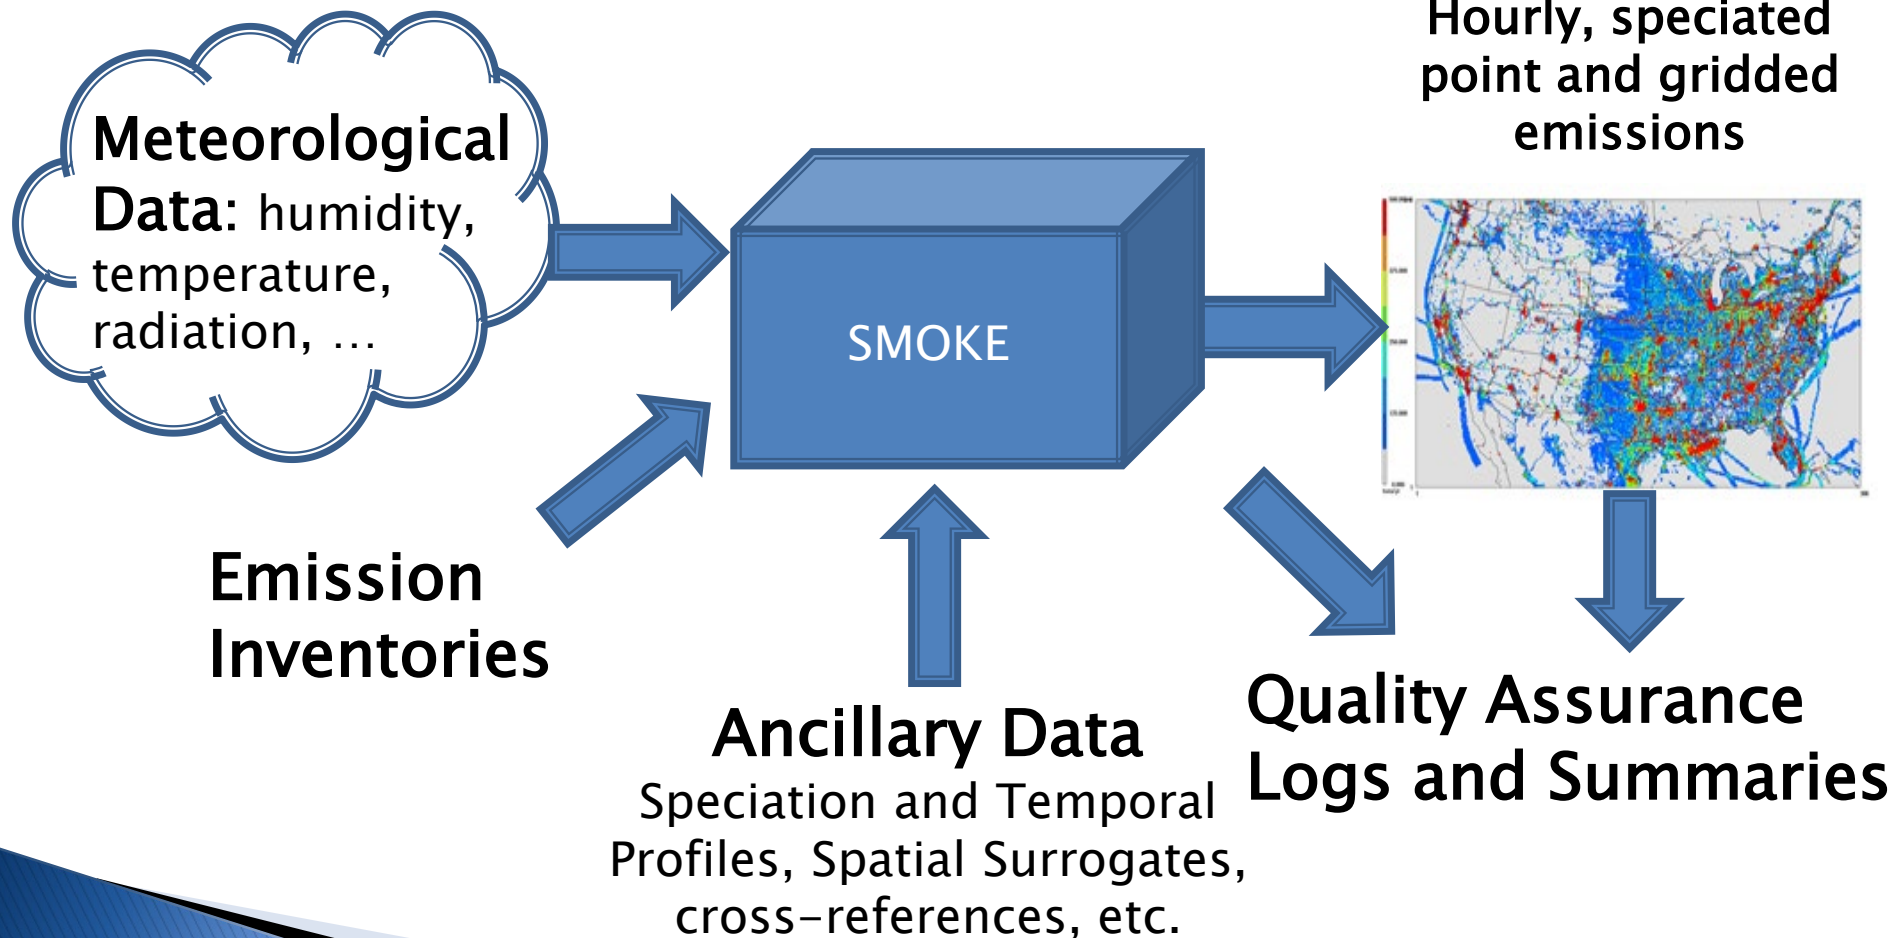 Hourly, speciated
point and gridded
emissions
Meteorological
Data: humidity,
temperature,
radiation, …
SMOKE
Emission
Inventories
Ancillary Data
Speciation and Temporal
Profiles, Spatial Surrogates,
cross-references, etc.
Quality Assurance
Logs and Summaries